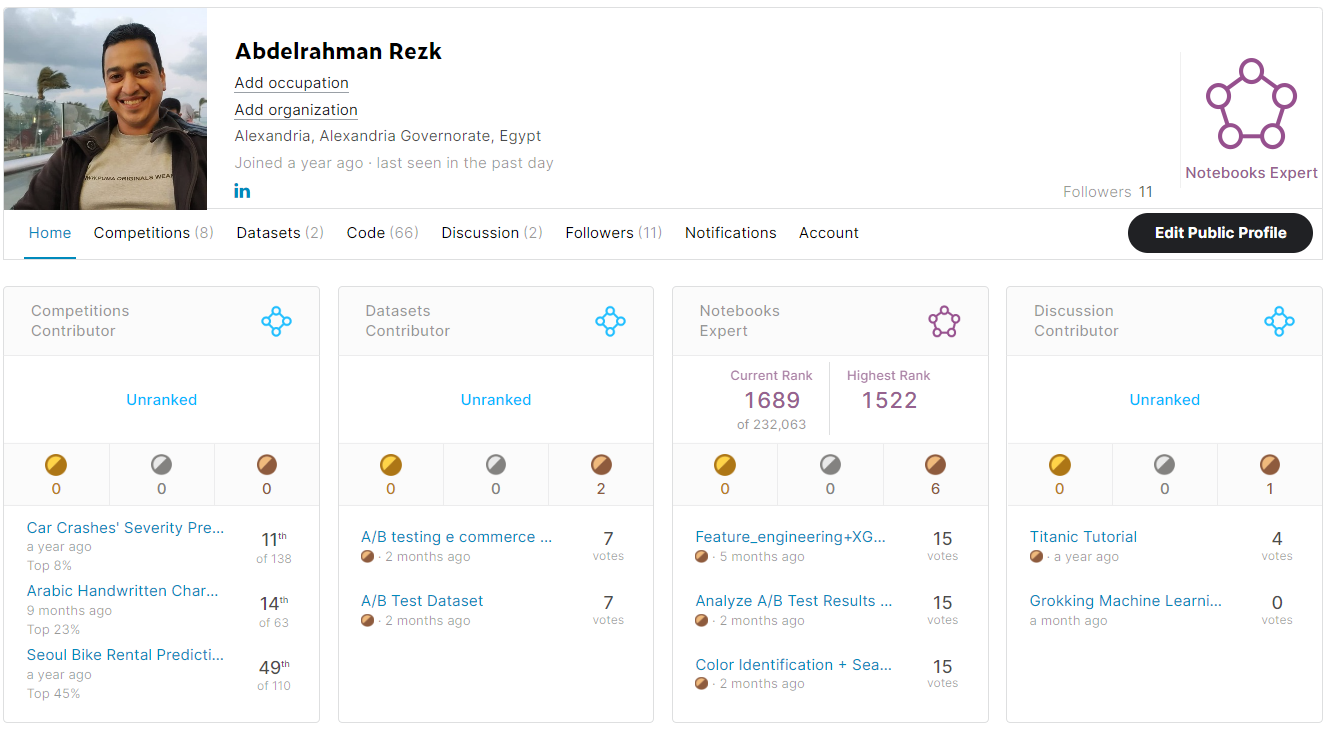 Abdelrahman Rezk
Add occupation
Add organization
Alexandria, Alexandria Governorate, Egypt
Joined a year ago · last seen in the past day
in
Followers 11
Notebooks Expert
Home Competitions (8) Datasets (2) Code (66) Discussion (2) Followers (11) Notifications Account Edit Public Profile
Competitions
Contributor
Unranked
0 0 0
Car Crashes' Severity Pre...
a year ago
Top 8%
11th
of 138
Arabic Handwritten Char...
9 months ago
Top 23%
14th
of 63
Seoul Bike Rental Predicti...
a year ago
Top 45%
49th
of 110
Datasets
Contributor
Unranked
0 0 2
A/B testing e commerce ...
· 2 months ago
7
votes
A/B Test Dataset
· 2 months ago
7
votes
Notebooks
Expert
Current Rank
1689
of 232,063
Highest Rank
1522
0 0 6
Feature_engineering+XG...
· 5 months ago
15
votes
Analyze A/B Test Results ...
· 2 months ago
15
votes
Color Identification + Sea...
· 2 months ago
15
votes
Discussion
Contributor
Unranked
0 0 1
Titanic Tutorial
· a year ago
4
votes
Grokking Machine Learni...
a month ago
0
votes